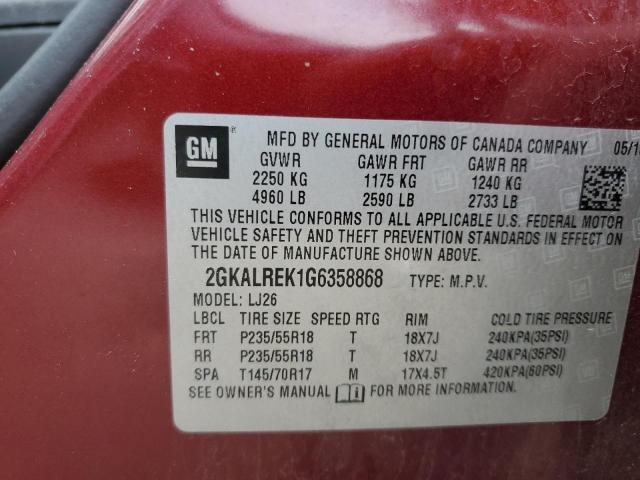 GM ® MFD BY GENERAL MOTORS OF CANADA COMPANY 05/1
GVWR GAWR FRT GAWR RR
2250 KG 1175 KG 1240 KG
4960 LB 2590 LB 2733 LB
THIS VEHICLE CONFORMS TO ALL APPLICABLE U.S. FEDERAL MOTOR
VEHICLE SAFETY AND THEFT PREVENTION STANDARDS IN EFFECT ON
THE DATE OF MANUFACTURE SHOWN ABOVE.
2GKALREK1G6358868 TYPE: M.P.V.
MODEL: LJ26
LBCL TIRE SIZE SPEED RTG RIM COLD TIRE PRESSURE
FRT P235/55R18 T 18X7J 240KPA(35PSI)
RR P235/55R18 T 18X7J 240KPA(35PSI)
SPA T145/70R17 M 17X4.5T 420KPA(60PSI)
SEE OWNER'S MANUAL FOR MORE INFORMATION